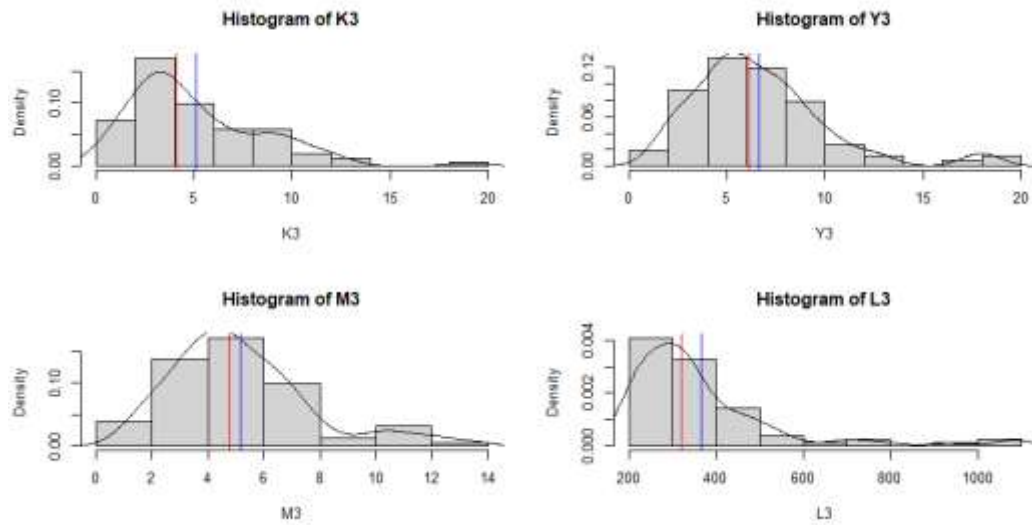 Histogram of K3
Density
0.00 0.10
0 5 10 15 20
K3
Histogram of Y3
Density
0.00 0.06 0.12
0 5 10 15 20
Y3
Histogram of M3
Density
0.00 0.10
0 2 4 6 8 10 12 14
M3
Histogram of L3
Density
0.000 0.002 0.004
200 400 600 800 1000
L3